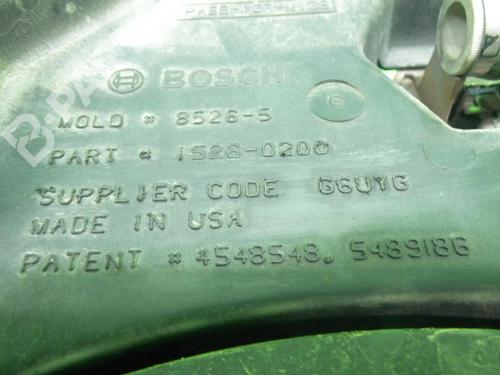 BOSCH
MOLD # 8526-5
PART # 1526-0200
SUPPLIER CODE G6UYG
MADE IN USA
PATENT # 4548548, 5489186